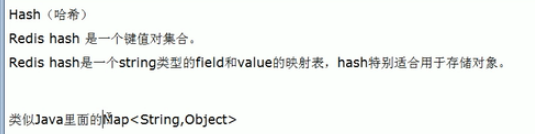 Hash（哈希）
Redis hash 是一个键值对集合。
Redis hash是一个string类型的field和value的映射表，hash特别适合用于存储对象。
类似Java里面的Map<String,Object>